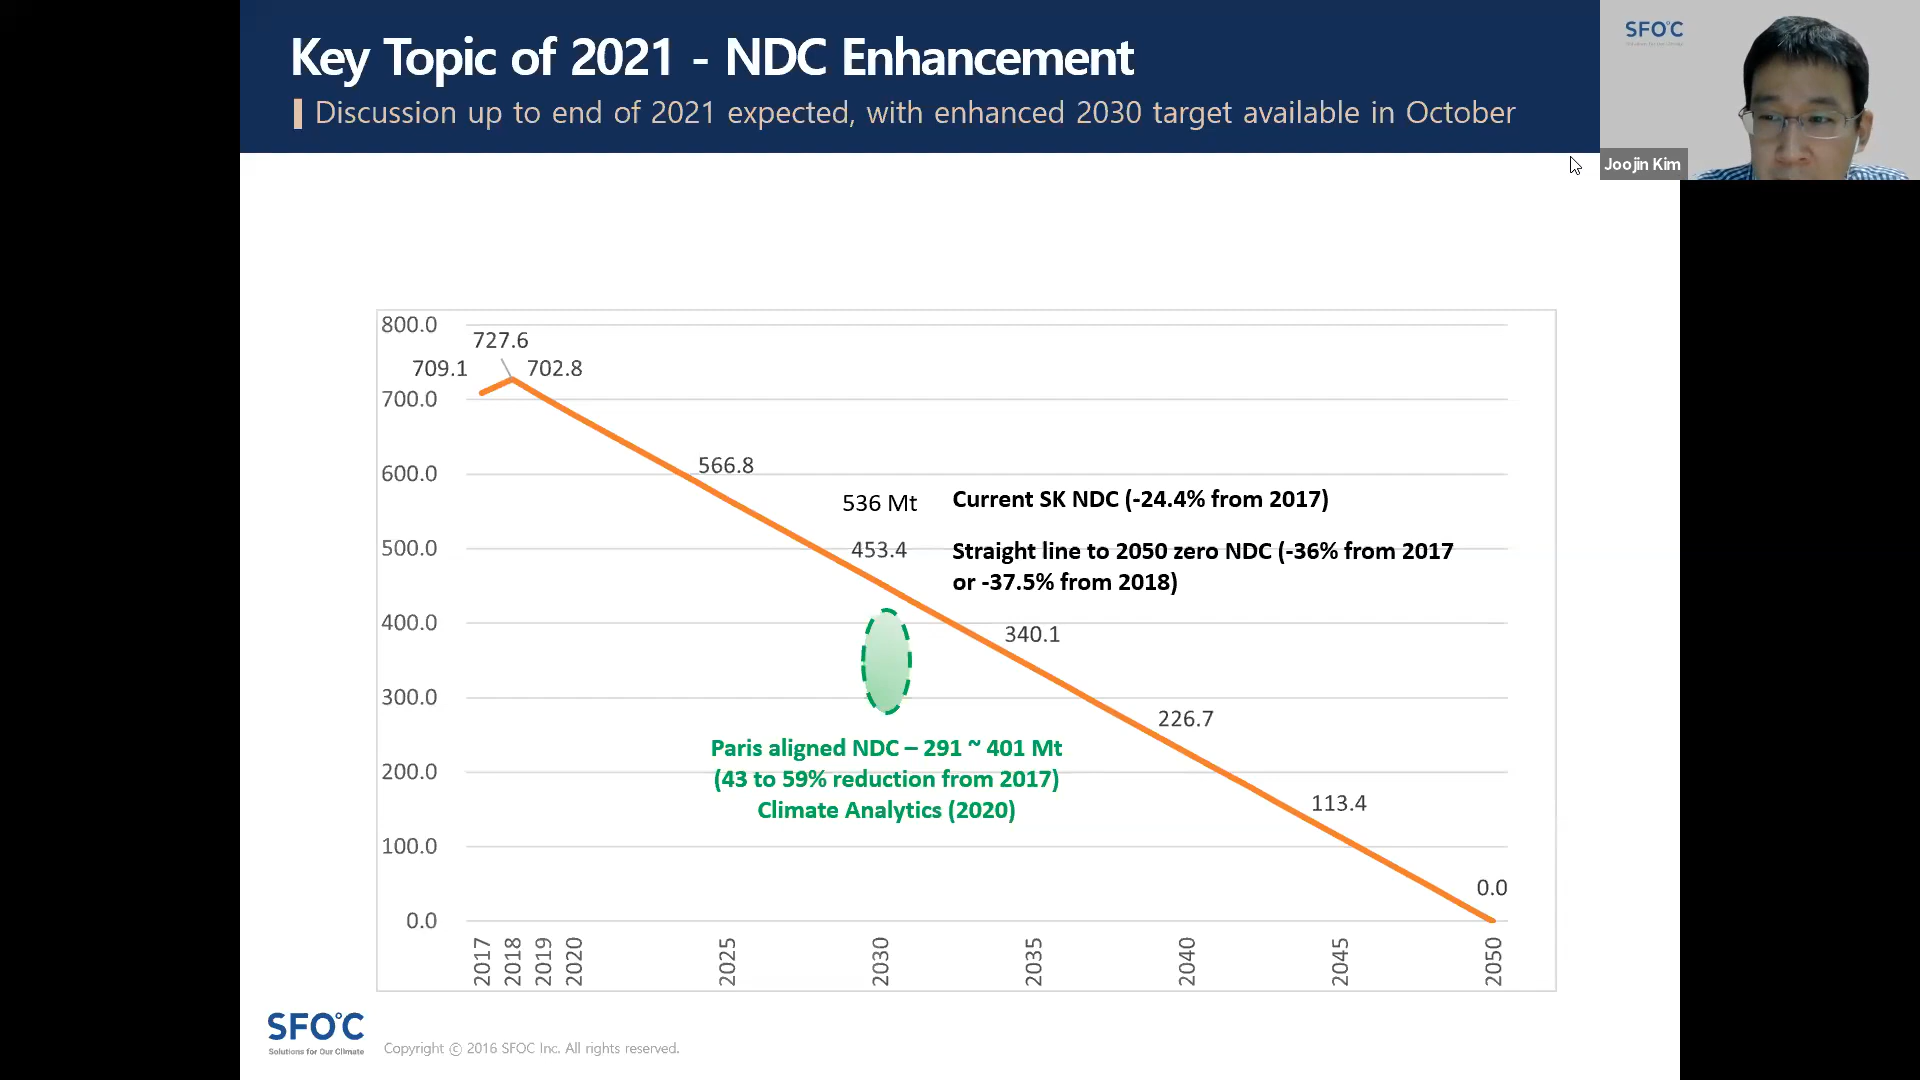 Key Topic of 2021 - NDC Enhancement
Discussion up to end of 2021 expected, with enhanced 2030 target available in October
SFO°C
Joojin Kim
800.0
727.6
709.1
702.8
700.0
566.8
600.0
536 Mt
Current SK NDC (-24.4% from 2017)
500.0
453.4
Straight line to 2050 zero NDC (-36% from 2017
or -37.5% from 2018)
400.0
340.1
300.0
226.7
Paris aligned NDC – 291 ~ 401 Mt
200.0
(43 to 59% reduction from 2017)
Climate Analytics (2020)
113.4
100.0
0.0
0.0
2017
2018
2019
2020
2025
2030
2035
2040
2045
2050
SFO°C
Solutions for Our Climate
Copyright © 2016 SFOC Inc. All rights reserved.